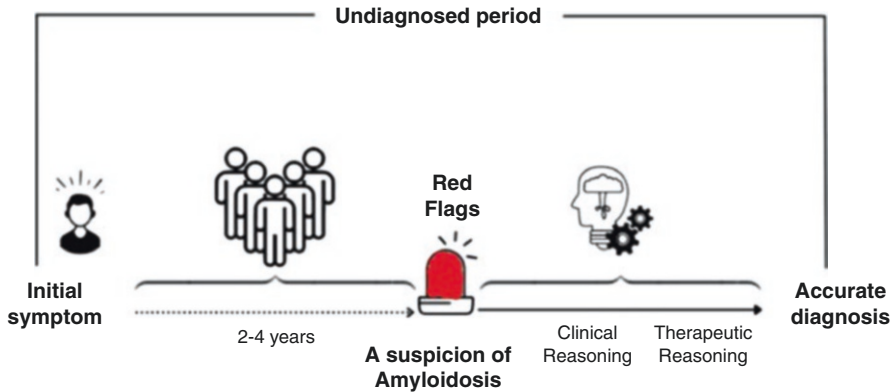 Undiagnosed period
Red
Flags
Initial
symptom
2-4 years
A suspicion of
Amyloidosis
Clinical
Reasoning
Therapeutic
Reasoning
Accurate
diagnosis